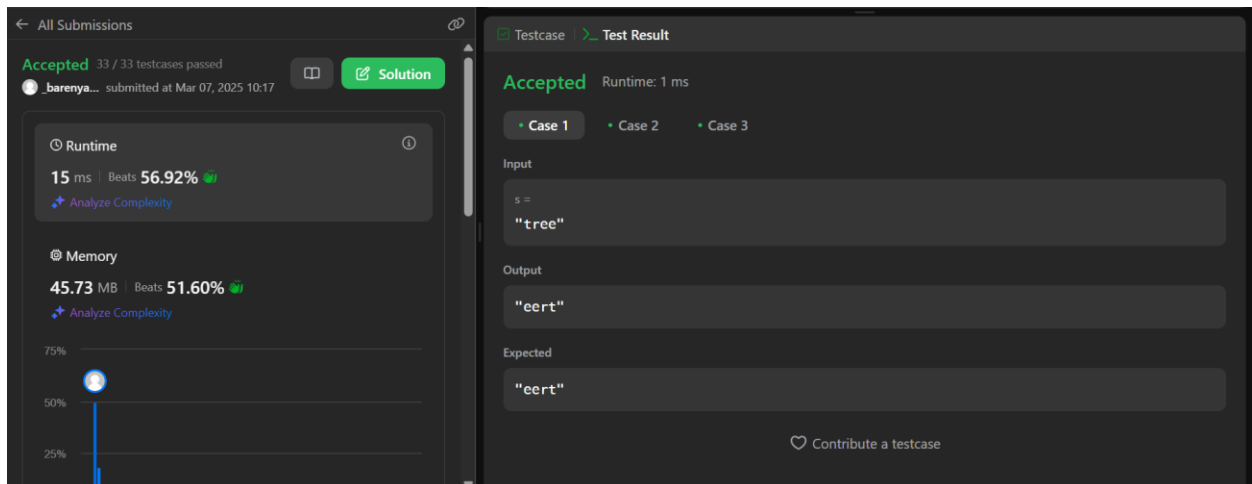 ← All Submissions
Accepted 33 / 33 testcases passed
_barenya... submitted at Mar 07, 2025 10:17
Solution
Runtime
15 ms | Beats 56.92%
Analyze Complexity
Memory
45.73 MB | Beats 51.60%
Analyze Complexity
75%
50%
25%
Testcase | >_ Test Result
Accepted Runtime: 1 ms
• Case 1 • Case 2 • Case 3
Input
s =
"tree"
Output
"eert"
Expected
"eert"
Contribute a testcase